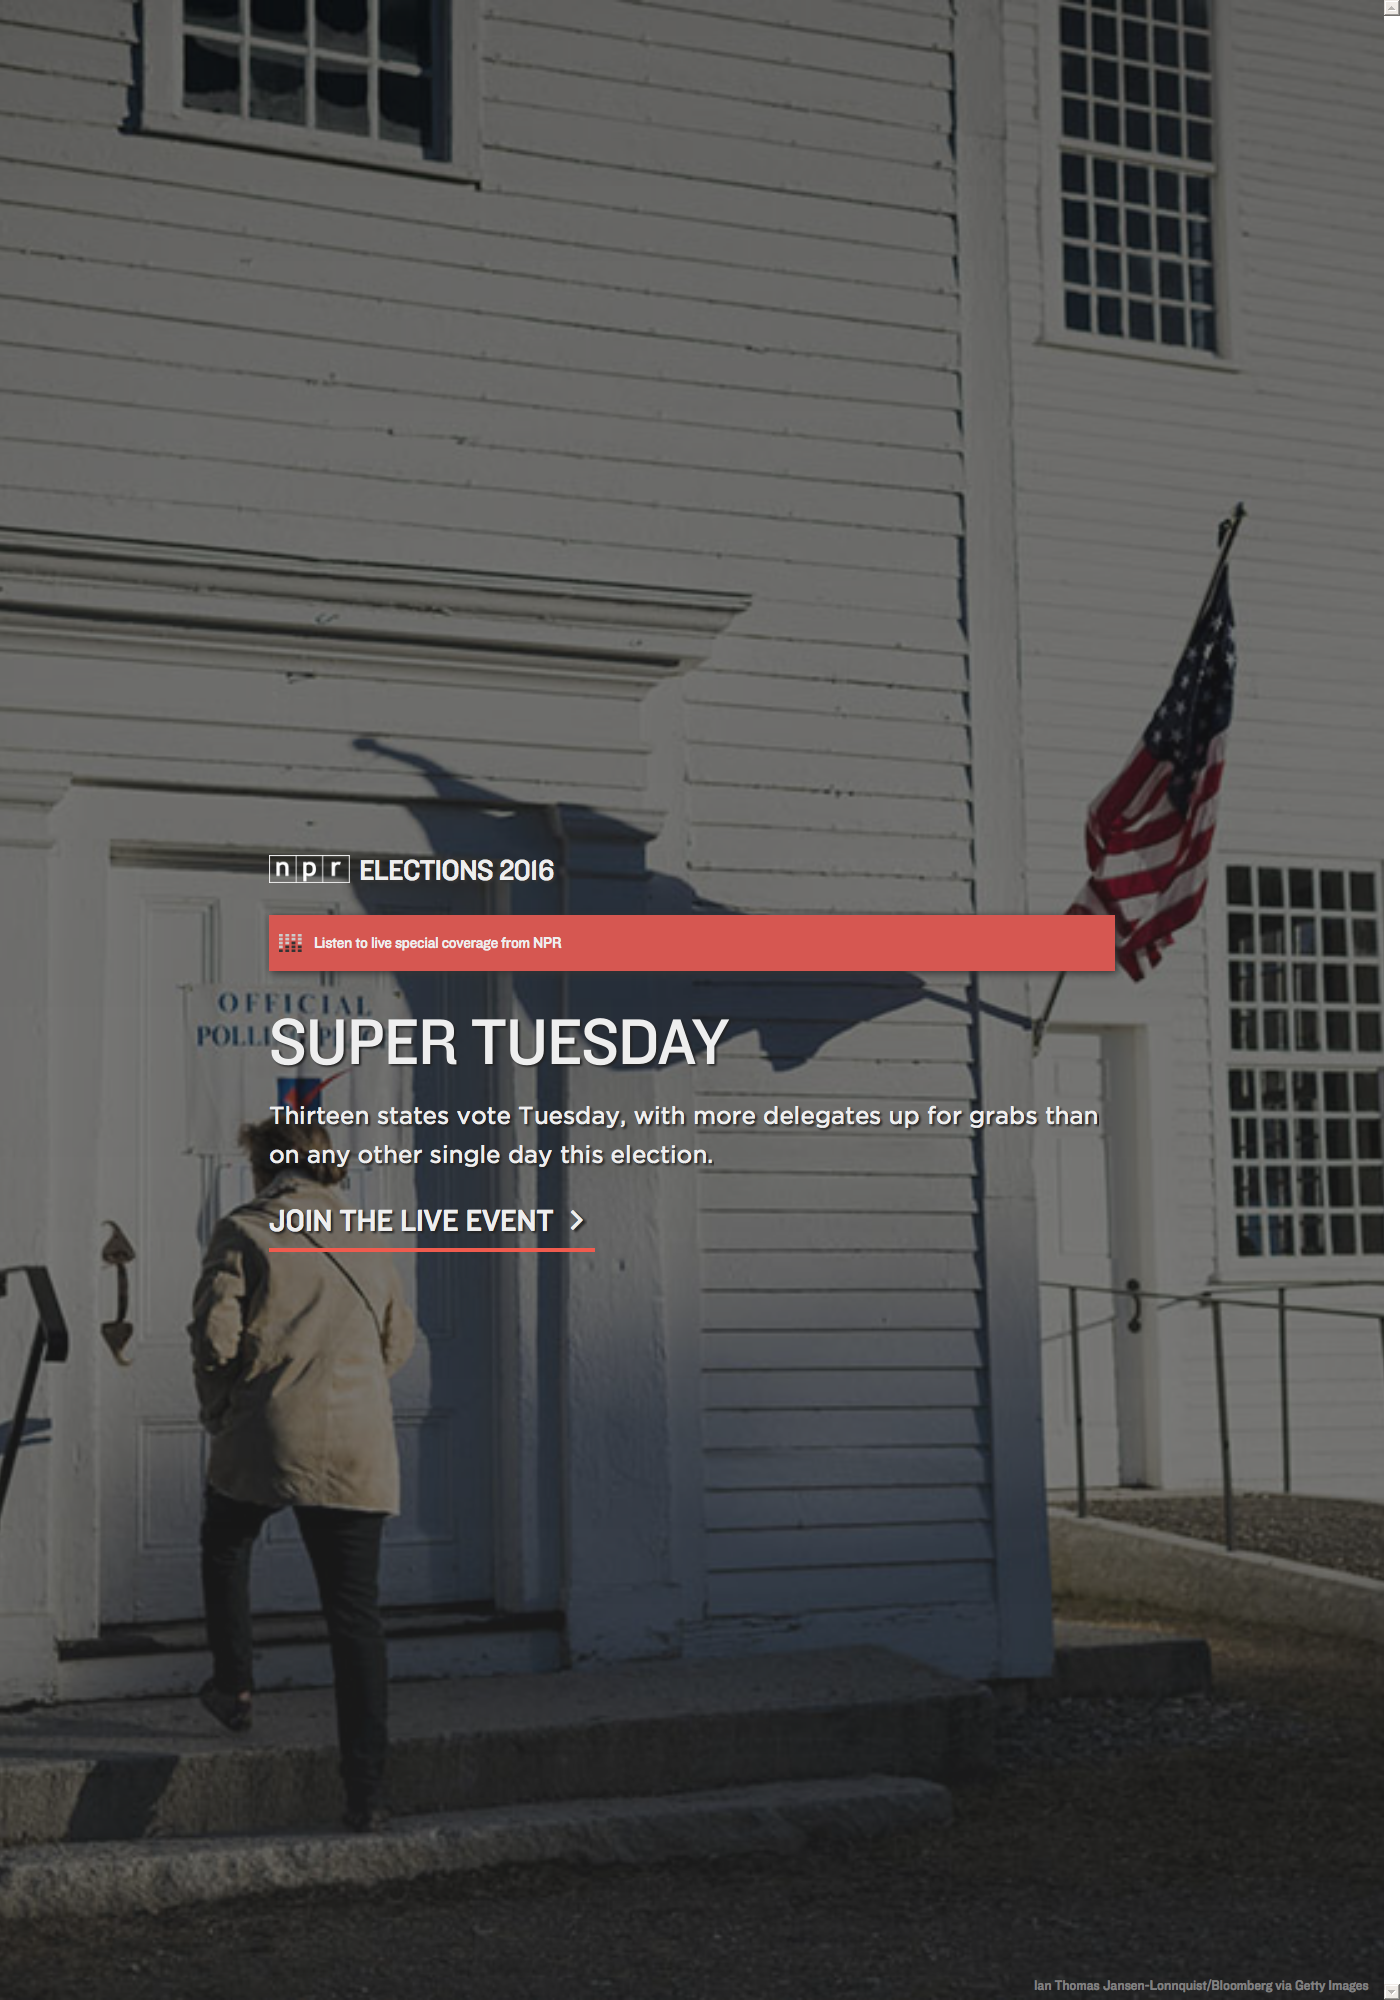 npr ELECTIONS 2016
Listen to live special coverage from NPR
OFFICIAL
SUPER TUESDAY
Thirteen states vote Tuesday, with more delegates up for grabs than
on any other single day this election.
JOIN THE LIVE EVENT
Ian Thomas Jansen-Lonnquist/Bloomberg via Getty Images